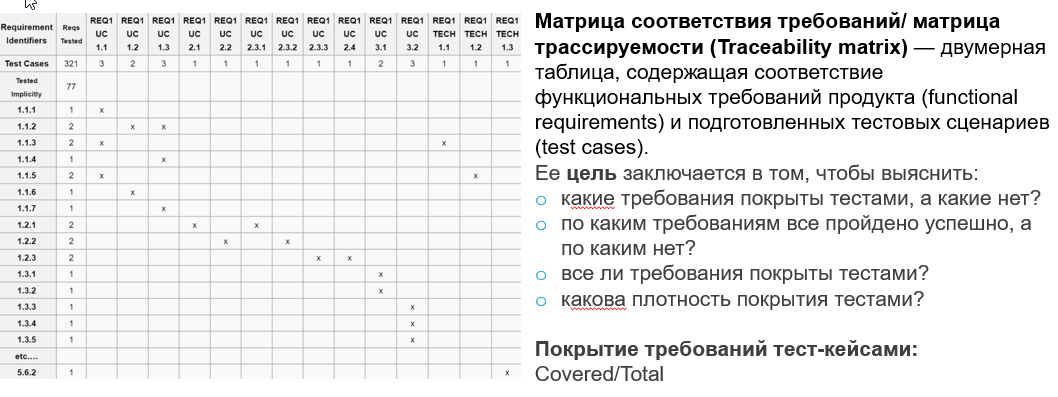 Requirement Identifiers Reqs Tested REQ1 UC 1.1 REQ1 UC 1.2 REQ1 UC 1.3 REQ1 UC 2.1 REQ1 UC 2.2 REQ1 UC 2.3.1 REQ1 UC 2.3.2 REQ1 UC 2.3.3 REQ1 UC 2.4 REQ1 UC 3.1 REQ1 UC 3.2 REQ1 TECH 1.1 REQ1 TECH 1.2 REQ1 TECH 1.3
Test Cases 321 3 2 3 1 1 1 1 1 1 2 3 1 1 1
Tested Implicitly 77
1.1.1 1 x
1.1.2 2 x x
1.1.3 2 x x
1.1.4 1 x
1.1.5 2 x x
1.1.6 1 x
1.1.7 1 x
1.2.1 2 x x
1.2.2 2 x x
1.2.3 2 x x
1.3.1 1 x
1.3.2 1 x
1.3.3 1 x
1.3.4 1 x
1.3.5 1 x
etc....
5.6.2 1 x
Матрица соответствия требований/ матрица
трассируемости (Traceability matrix) — двумерная
таблица, содержащая соответствие
функциональных требований продукта (functional
requirements) и подготовленных тестовых сценариев
(test cases).
Ее цель заключается в том, чтобы выяснить:
o какие требования покрыты тестами, а какие нет?
o по каким требованиям все пройдено успешно, а
по каким нет?
o все ли требования покрыты тестами?
o какова плотность покрытия тестами?
Покрытие требований тест-кейсами:
Covered/Total